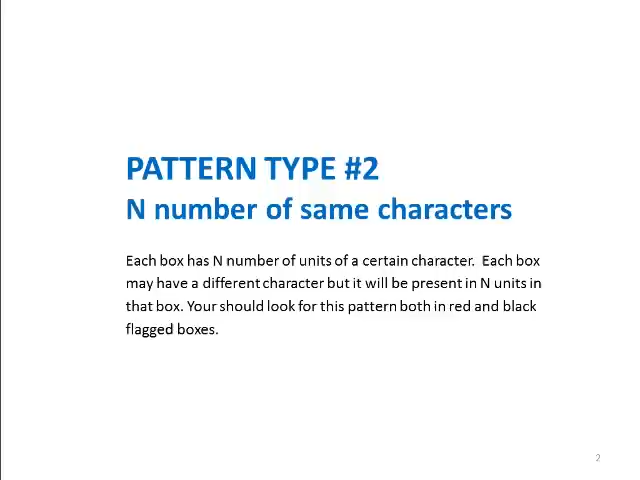 PATTERN TYPE #2
N number of same characters
Each box has N number of units of a certain character. Each box
may have a different character but it will be present in N units in
that box. Your should look for this pattern both in red and black
flagged boxes.
2